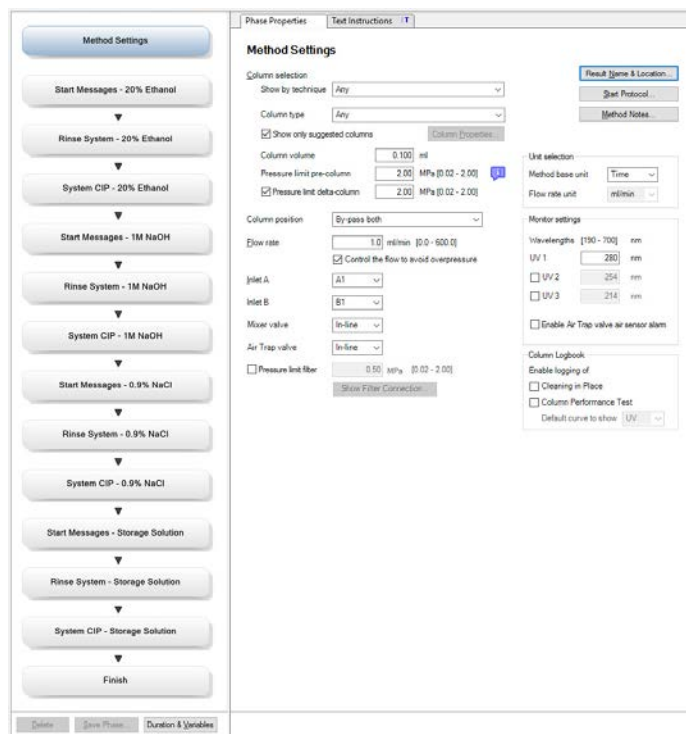 Method Settings
Start Messages - 20% Ethanol
Rinse System - 20% Ethanol
System CIP - 20% Ethanol
Start Messages - 1M NaOH
Rinse System - 1M NaOH
System CIP - 1M NaOH
Start Messages - 0.9% NaCl
Rinse System - 0.9% NaCl
System CIP - 0.9% NaCl
Start Messages - Storage Solution
Rinse System - Storage Solution
System CIP - Storage Solution
Finish
Delete Save Phase... Duration & Variables
Phase Properties Text Instructions T
Method Settings
Column selection
Show by technique Any
Column type Any
Show only suggested columns Column Properties...
Column volume 0.100 ml
Pressure limit pre-column 2.00 MPa [0.02 - 2.00]
Pressure limit delta-column 2.00 MPa [0.02 - 2.00]
Column position By-pass both
Flow rate 1.0 ml/min [0.0 - 600.0]
Control the flow to avoid overpressure
Inlet A A1
Inlet B B1
Mixer valve In-line
Air Trap valve In-line
Pressure limit filter 0.50 MPa [0.02 - 2.00]
Show Filter Connection...
Result Name & Location...
Start Protocol...
Method Notes...
Unit selection
Method base unit Time
Flow rate unit ml/min
Monitor settings
Wavelengths [190 - 700] nm
UV 1 280 nm
UV 2 254 nm
UV 3 214 nm
Enable Air Trap valve air sensor alarm
Column Logbook
Enable logging of
Cleaning in Place
Column Performance Test
Default curve to show UV